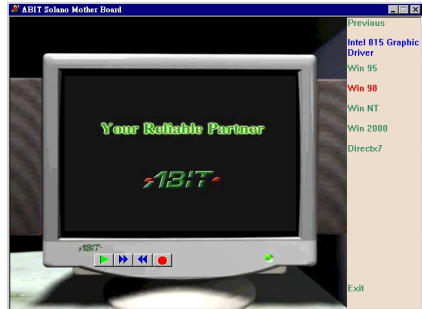 ABIT Solano Mother Board
Previous
Intel 815 Graphic
Driver
Win 95
Win 98
Win NT
Win 2000
Directx7
Exit
Your Reliable Partner
ABIT
ABIT